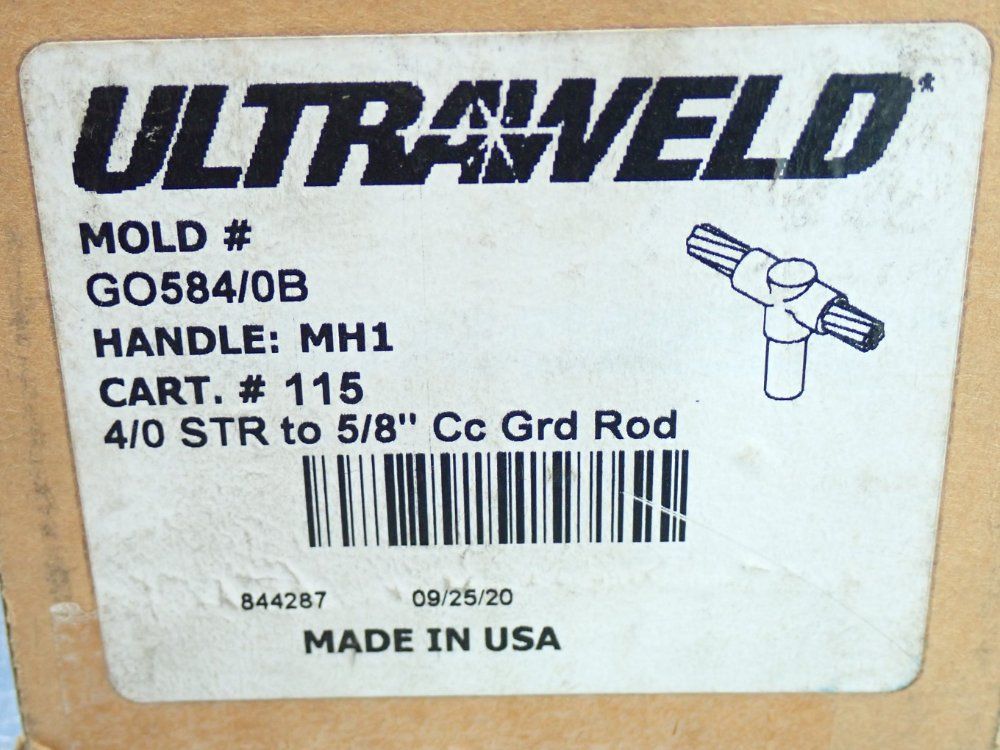 ULTRAWELD
MOLD #
GO584/0B
HANDLE: MH1
CART. # 115
4/0 STR to 5/8" Cc Grd Rod
844287 09/25/20
MADE IN USA